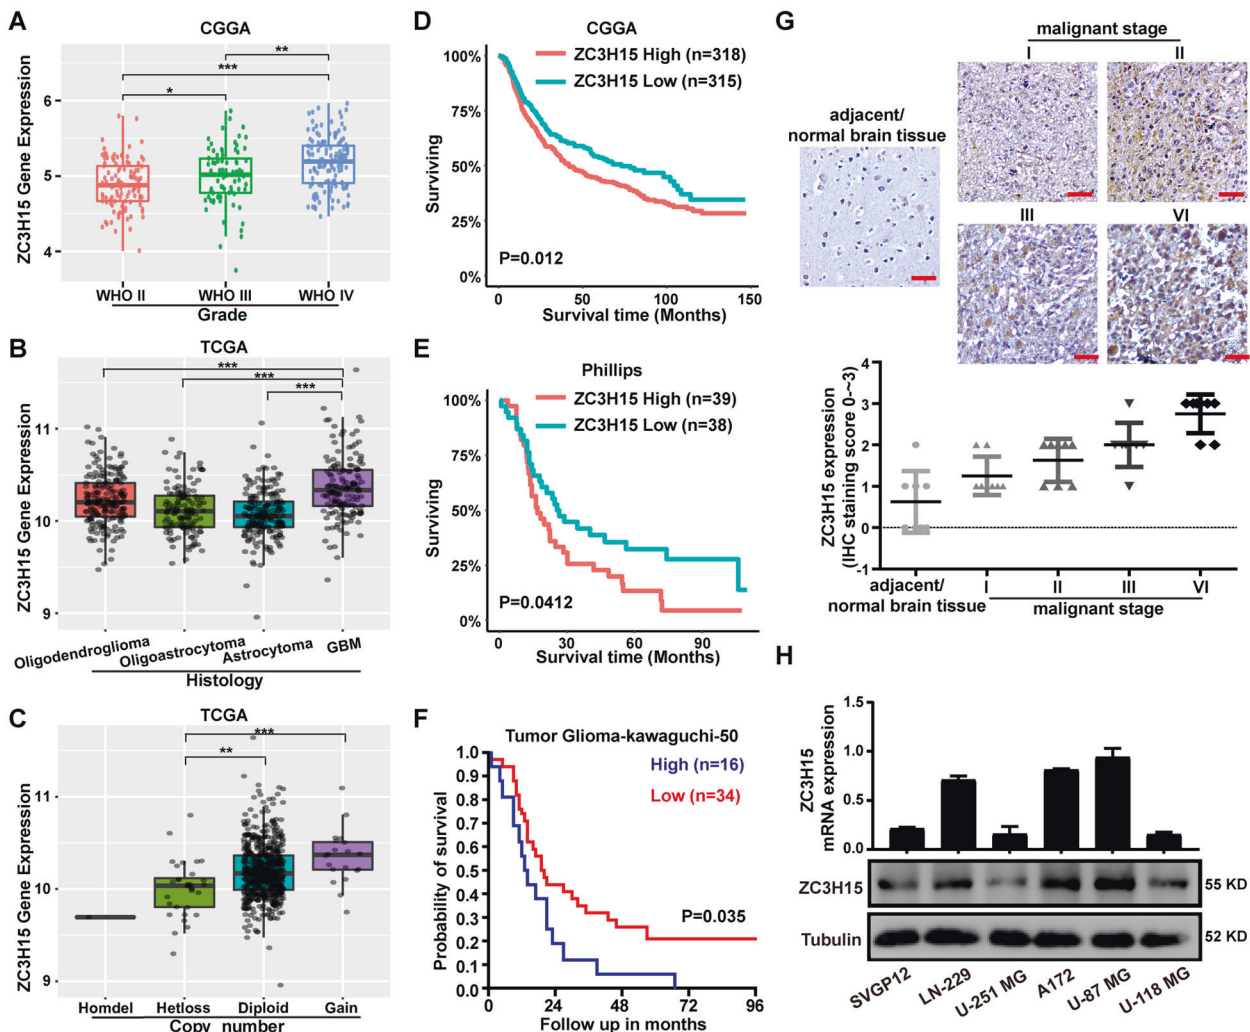 A
CGGA
ZC3H15 Gene Expression
6
5
4
**
***
*
WHO II
WHO III
WHO IV
Grade
B
TCGA
ZC3H15 Gene Expression
11
10
9
***
***
***
Oligodendroglioma
Oligoastrocytoma
Astrocytoma
GBM
Histology
C
TCGA
ZC3H15 Gene Expression
11
10
9
***
**
Homdel
Hetloss
Diploid
Gain
Copy number
D
CGGA
ZC3H15 High (n=318)
ZC3H15 Low (n=315)
Surviving
100%
75%
50%
25%
0%
P=0.012
0 50 100 150
Survival time (Months)
E
Phillips
ZC3H15 High (n=39)
ZC3H15 Low (n=38)
Surviving
100%
75%
50%
25%
0%
P=0.0412
0 30 60 90
Survival time (Months)
F
Tumor Glioma-kawaguchi-50
High (n=16)
Low (n=34)
Probability of survival
1.0
0.9
0.8
0.7
0.6
0.5
0.4
0.3
0.2
0.1
0.0
P=0.035
0 24 48 72 96
Follow up in months
G
malignant stage
I
II
adjacent/
normal brain tissue
III
VI
ZC3H15 expression
(IHC staining score 0~~3)
4
3
2
1
0
-1
adjacent/
normal brain tissue
I
II
III
VI
malignant stage
H
ZC3H15
mRNA expression
1.5
1.0
0.5
0.0
ZC3H15
55 KD
Tubulin
52 KD
SVGP12
LN-229
U-251 MG
A172
U-87 MG
U-118 MG